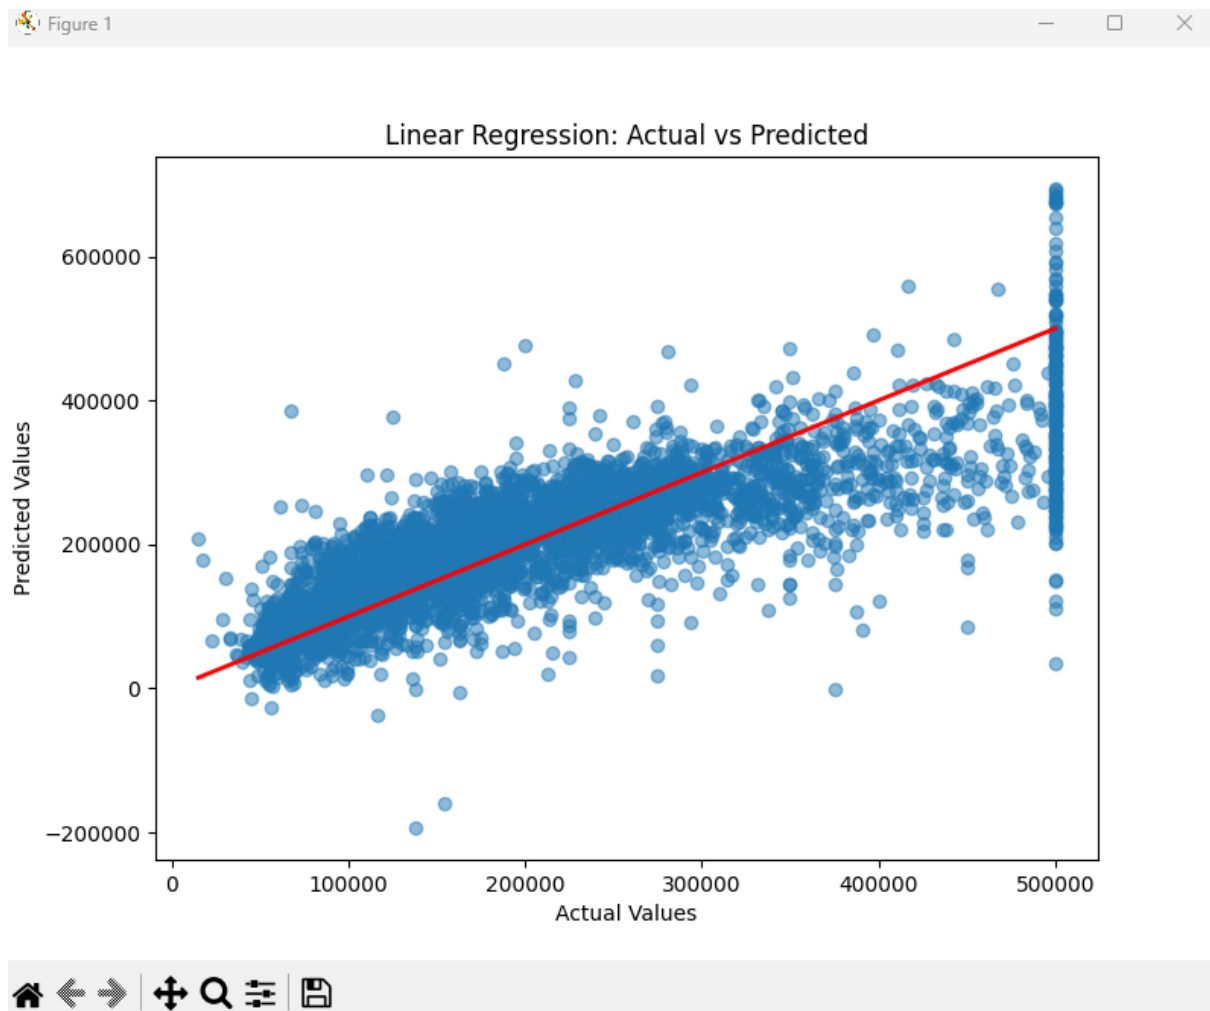 Figure 1
Linear Regression: Actual vs Predicted
600000
400000
200000
0
−200000
Predicted Values
0 100000 200000 300000 400000 500000
Actual Values